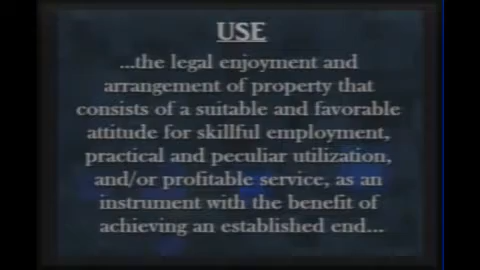 USE
...the legal enjoyment and
arrangement of property that
consists of a suitable and favorable
attitude for skillful employment,
practical and peculiar utilization,
and/or profitable service, as an
instrument with the benefit of
achieving an established end...